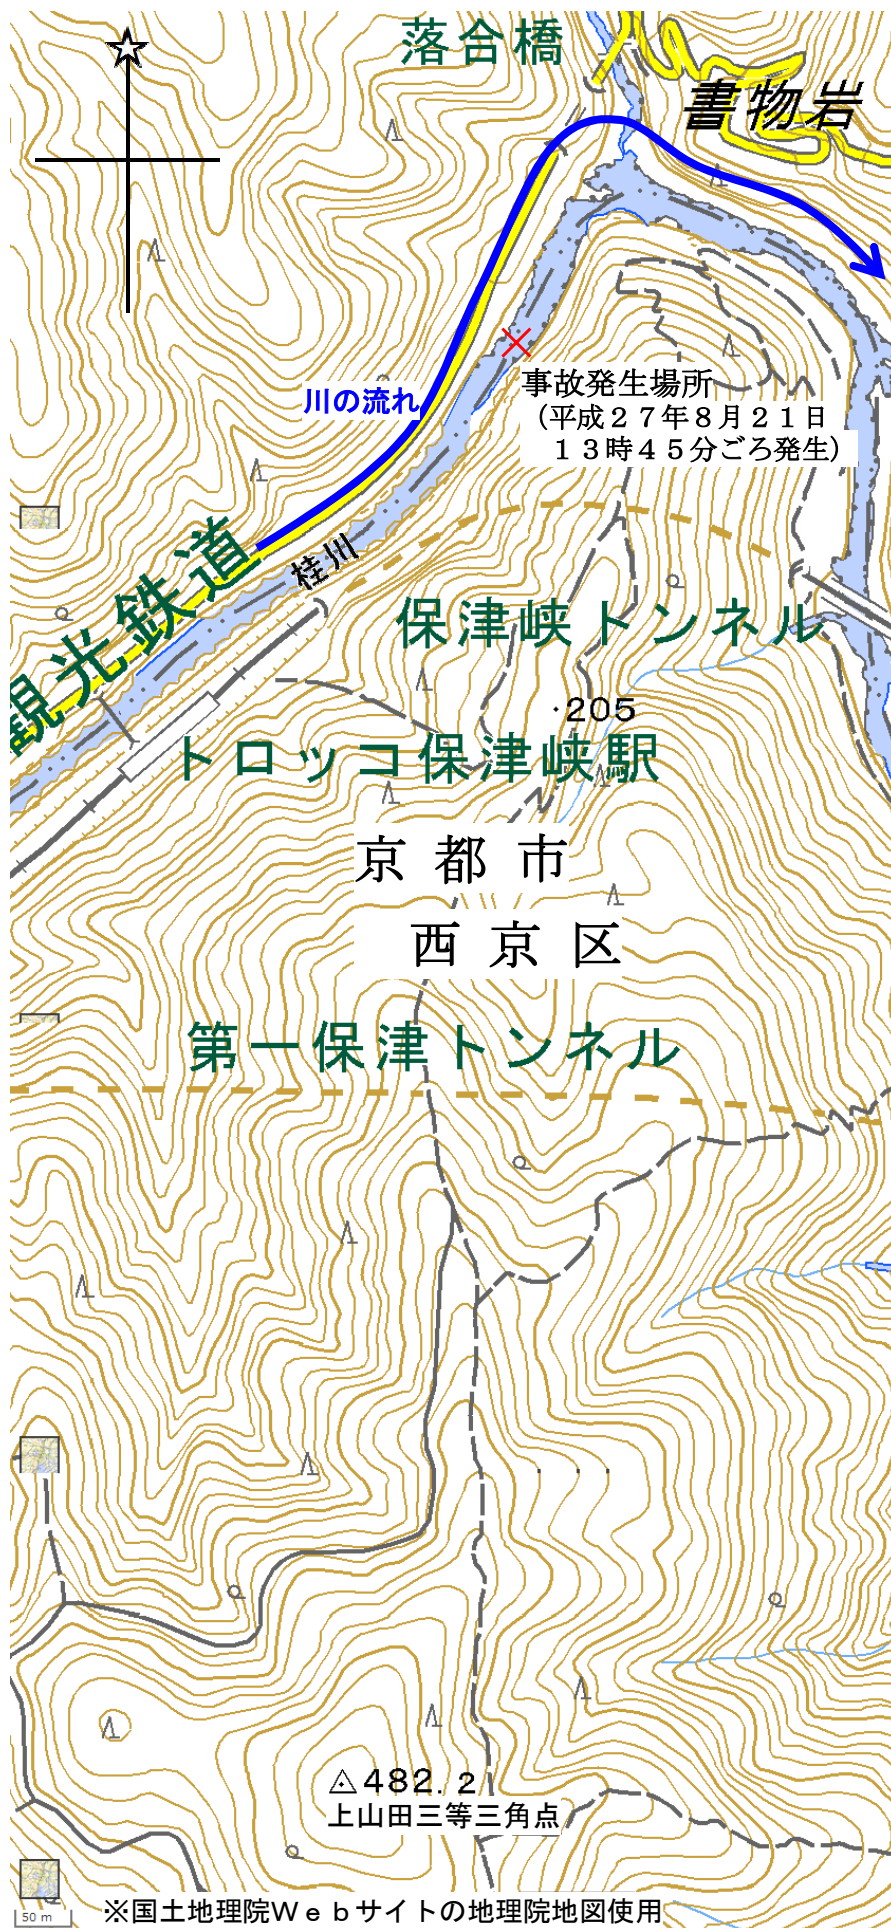 落合橋
書物岩
事故発生場所
（平成２７年８月２１日
１３時４５分ごろ発生）
川の流れ
桂川
観光鉄道
保津峡トンネル
・205
トロッコ保津峡駅
京都市
西京区
第一保津トンネル
482.2
上山田三等三角点
50 m
※国土地理院Ｗｅｂサイトの地理院地図使用